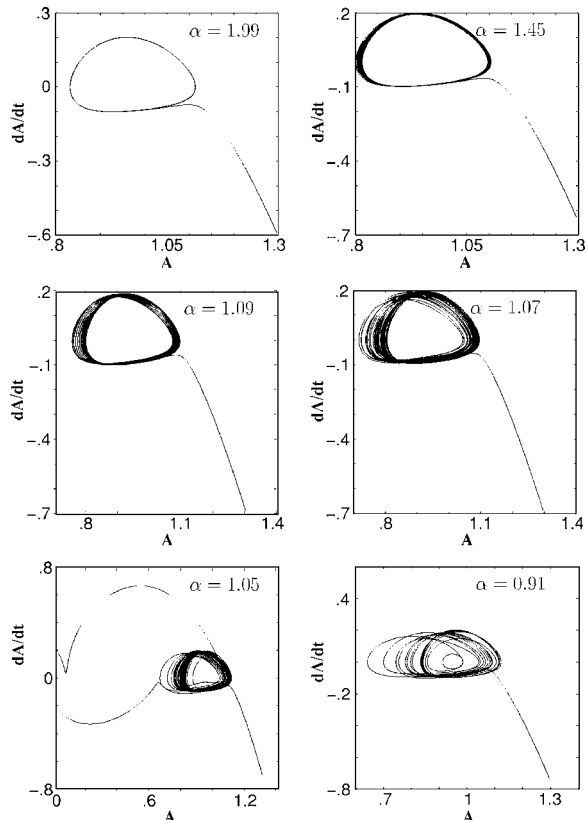 α = 1.99
.3
0
-.3
-.6
.8
1.05
1.3
A
dA/dt
α = 1.45
.2
-.1
-.4
-.7
.8
1.05
1.3
A
dA/dt
α = 1.09
.2
-.1
-.4
-.7
.8
1.1
1.4
A
dA/dt
α = 1.07
.2
-.1
-.4
-.7
.8
1.1
1.4
A
dA/dt
α = 1.05
.8
.4
0
-.4
-.8
0
.6
1.2
A
dA/dt
α = 0.91
.4
-.2
-.8
.7
1
1.3
A
dA/dt